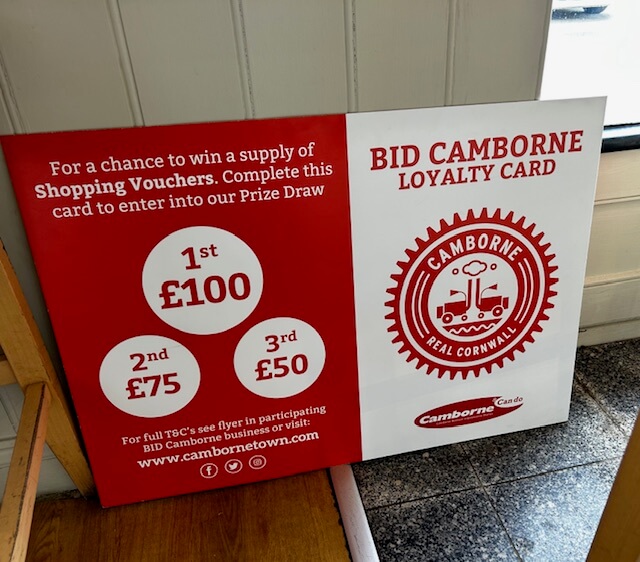 For a chance to win a supply of
Shopping Vouchers. Complete this
card to enter into our Prize Draw
1st
£100
2nd
£75
3rd
£50
For full T&C's see flyer in participating
BID Camborne business or visit:
www.cambornetown.com
BID CAMBORNE
LOYALTY CARD
CAMBORNE
REAL CORNWALL
Camborne Can do